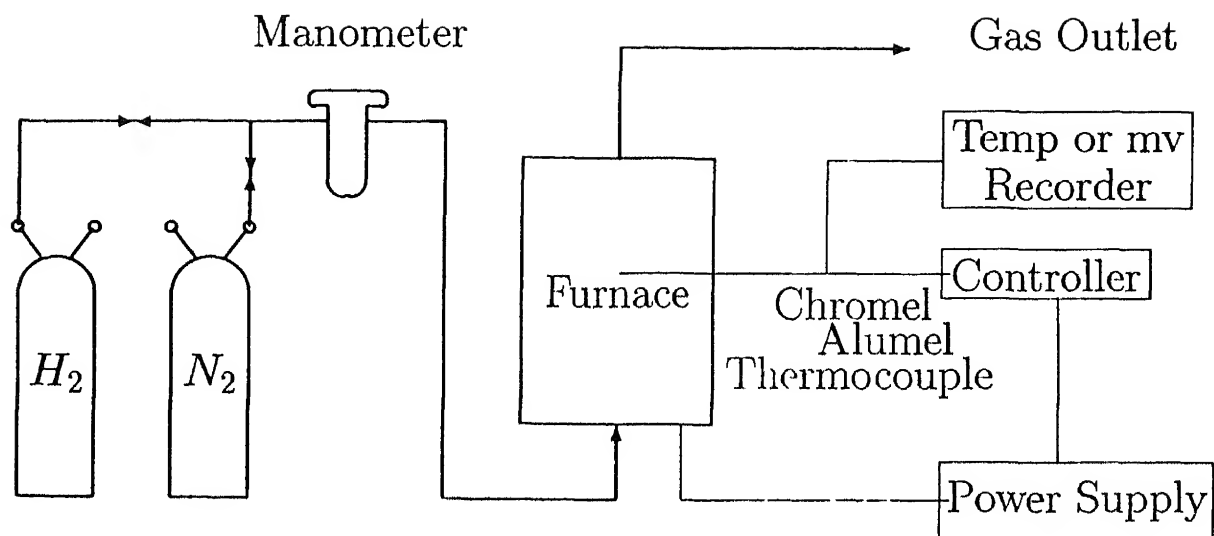 Manometer
Gas Outlet
Temp or mv
Recorder
Furnace
Controller
Chromel
Alumel
Thermocouple
H₂
N₂
Power Supply